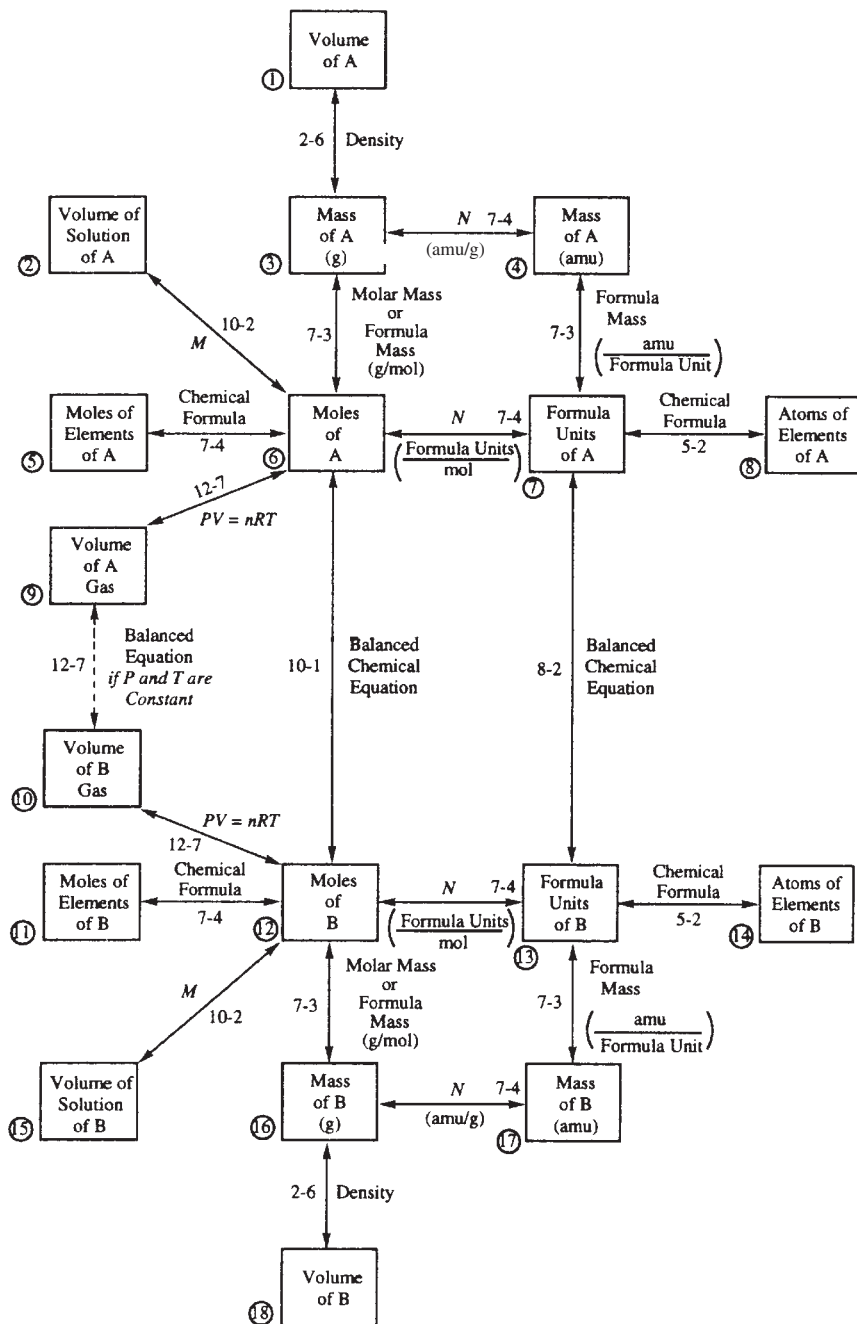 Volume
of A
①
2-6 Density
Volume of
Solution
of A
②
Mass
of A
(g)
③
N 7-4
(amu/g)
Mass
of A
(amu)
④
10-2
M
7-3
Molar Mass
or
Formula
Mass
(g/mol)
7-3
Formula
Mass
(amu
Formula Unit)
Moles of
Elements
of A
⑤
Chemical
Formula
7-4
Moles
of
A
⑥
N 7-4
(Formula Units
mol)
Formula
Units
of A
⑦
Chemical
Formula
5-2
Atoms of
Elements
of A
⑧
12-7
PV = nRT
Volume
of A
Gas
⑨
12-7
Balanced
Equation
if P and T are
Constant
10-1
Balanced
Chemical
Equation
8-2
Balanced
Chemical
Equation
Volume
of B
Gas
⑩
PV = nRT
12-7
Moles of
Elements
of B
⑪
Chemical
Formula
7-4
Moles
of
B
⑫
N 7-4
(Formula Units
mol)
Formula
Units
of B
⑬
Chemical
Formula
5-2
Atoms of
Elements
of B
⑭
M
10-2
7-3
Molar Mass
or
Formula
Mass
(g/mol)
7-3
Formula
Mass
(amu
Formula Unit)
Volume of
Solution
of B
⑮
Mass
of B
(g)
⑯
N 7-4
(amu/g)
Mass
of B
(amu)
⑰
2-6 Density
Volume
of B
⑱